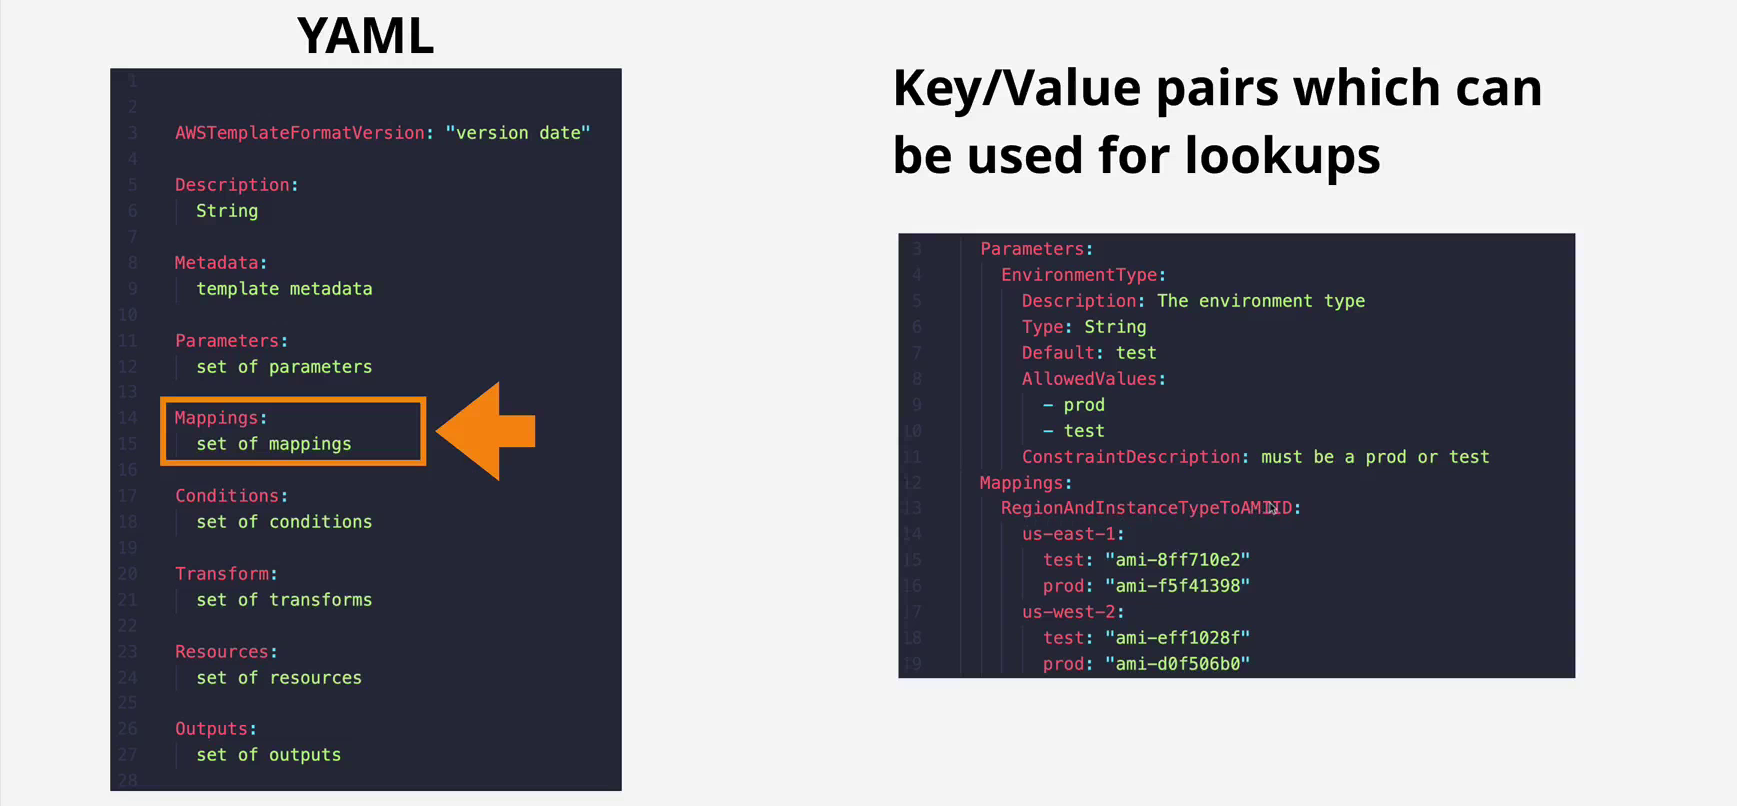 YAML
1
2
3 AWSTemplateFormatVersion: "version date"
4
5 Description:
6 String
7
8 Metadata:
9 template metadata
10
11 Parameters:
12 set of parameters
13
14 Mappings:
15 set of mappings
16
17 Conditions:
18 set of conditions
19
20 Transform:
21 set of transforms
22
23 Resources:
24 set of resources
25
26 Outputs:
27 set of outputs
28
Key/Value pairs which can
be used for lookups
3 Parameters:
4 EnvironmentType:
5 Description: The environment type
6 Type: String
7 Default: test
8 AllowedValues:
9 - prod
10 - test
11 ConstraintDescription: must be a prod or test
12 Mappings:
13 RegionAndInstanceTypeToAMIID:
14 us-east-1:
15 test: "ami-8ff710e2"
16 prod: "ami-f5f41398"
17 us-west-2:
18 test: "ami-eff1028f"
19 prod: "ami-d0f506b0"